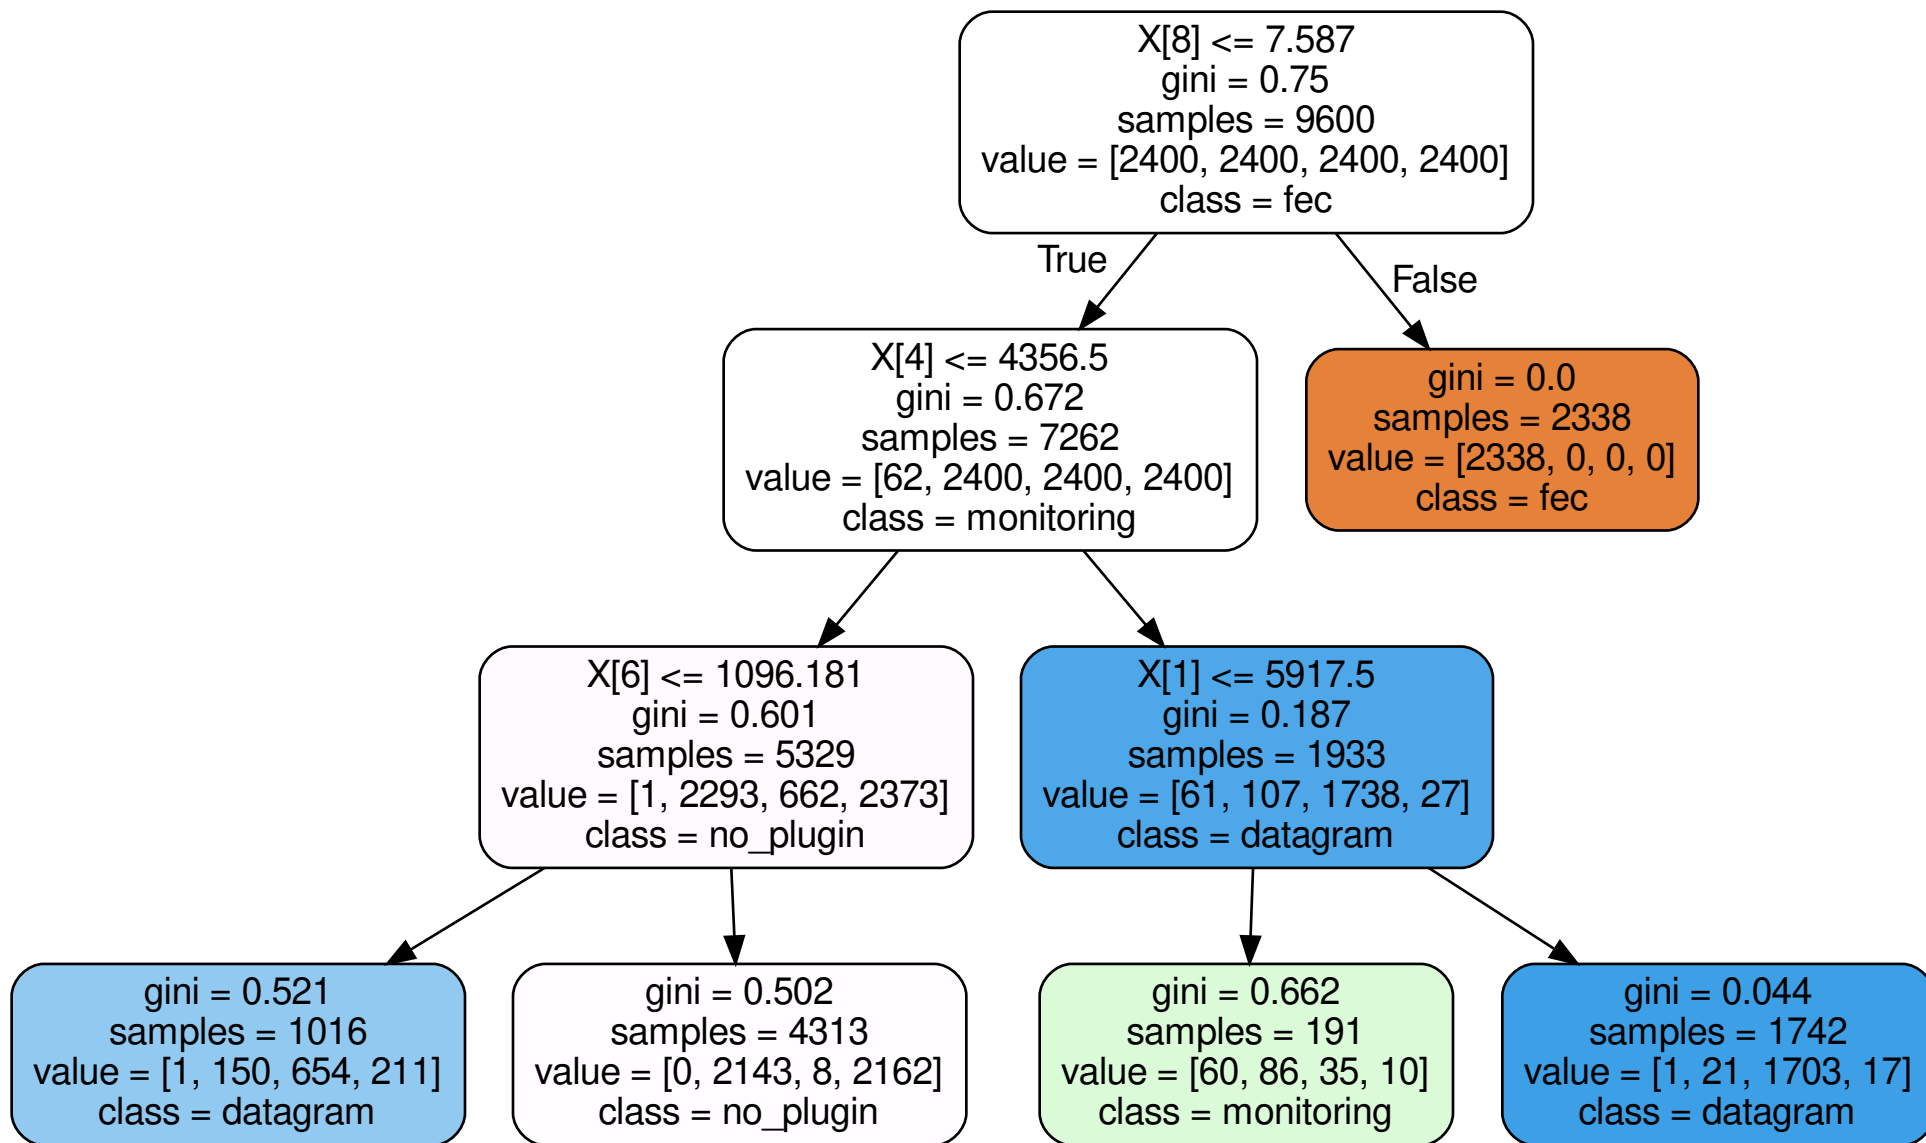 X[8] <= 7.587
gini = 0.75
samples = 9600
value = [2400, 2400, 2400, 2400]
class = fec
True
False
X[4] <= 4356.5
gini = 0.672
samples = 7262
value = [62, 2400, 2400, 2400]
class = monitoring
gini = 0.0
samples = 2338
value = [2338, 0, 0, 0]
class = fec
X[6] <= 1096.181
gini = 0.601
samples = 5329
value = [1, 2293, 662, 2373]
class = no_plugin
X[1] <= 5917.5
gini = 0.187
samples = 1933
value = [61, 107, 1738, 27]
class = datagram
gini = 0.521
samples = 1016
value = [1, 150, 654, 211]
class = datagram
gini = 0.502
samples = 4313
value = [0, 2143, 8, 2162]
class = no_plugin
gini = 0.662
samples = 191
value = [60, 86, 35, 10]
class = monitoring
gini = 0.044
samples = 1742
value = [1, 21, 1703, 17]
class = datagram